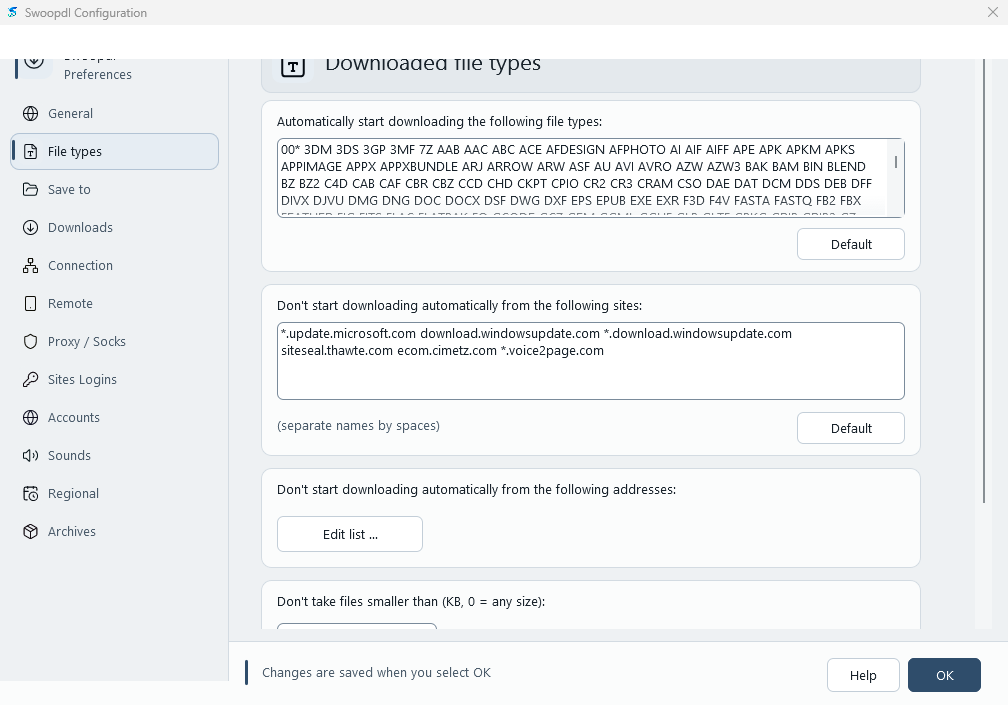 Swoopdl Configuration
Preferences
General
File types
Save to
Downloads
Connection
Remote
Proxy / Socks
Sites Logins
Accounts
Sounds
Regional
Archives
Downloaded file types
Automatically start downloading the following file types:
00* 3DM 3DS 3GP 3MF 7Z AAB AAC ABC ACE AFDESIGN AFPHOTO AI AIF AIFF APE APK APKM APKS
APPIMAGE APPX APPXBUNDLE ARJ ARROW ARW ASF AU AVI AVRO AZW AZW3 BAK BAM BIN BLEND
BZ BZ2 C4D CAB CAF CBR CBZ CCD CHD CKPT CPIO CR2 CR3 CRAM CSO DAE DAT DCM DDS DEB DFF
DIVX DJVU DMG DNG DOC DOCX DSF DWG DXF EPS EPUB EXE EXR F3D F4V FASTA FASTQ FB2 FBX
Default
Don't start downloading automatically from the following sites:
*.update.microsoft.com download.windowsupdate.com *.download.windowsupdate.com
siteseal.thawte.com ecom.cimetz.com *.voice2page.com
(separate names by spaces)
Default
Don't start downloading automatically from the following addresses:
Edit list ...
Don't take files smaller than (KB, 0 = any size):
Changes are saved when you select OK
Help
OK